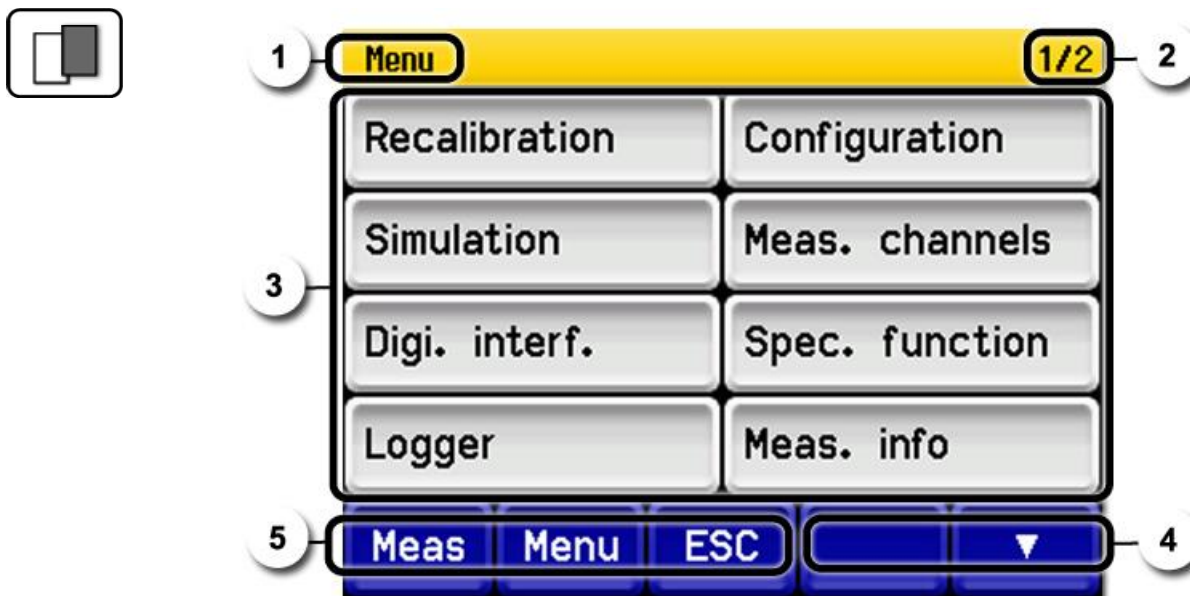 1 Menu 1/2 2
Recalibration Configuration
Simulation Meas. channels
3
Digi. interf. Spec. function
Logger Meas. info
5 Meas Menu ESC ▼ 4